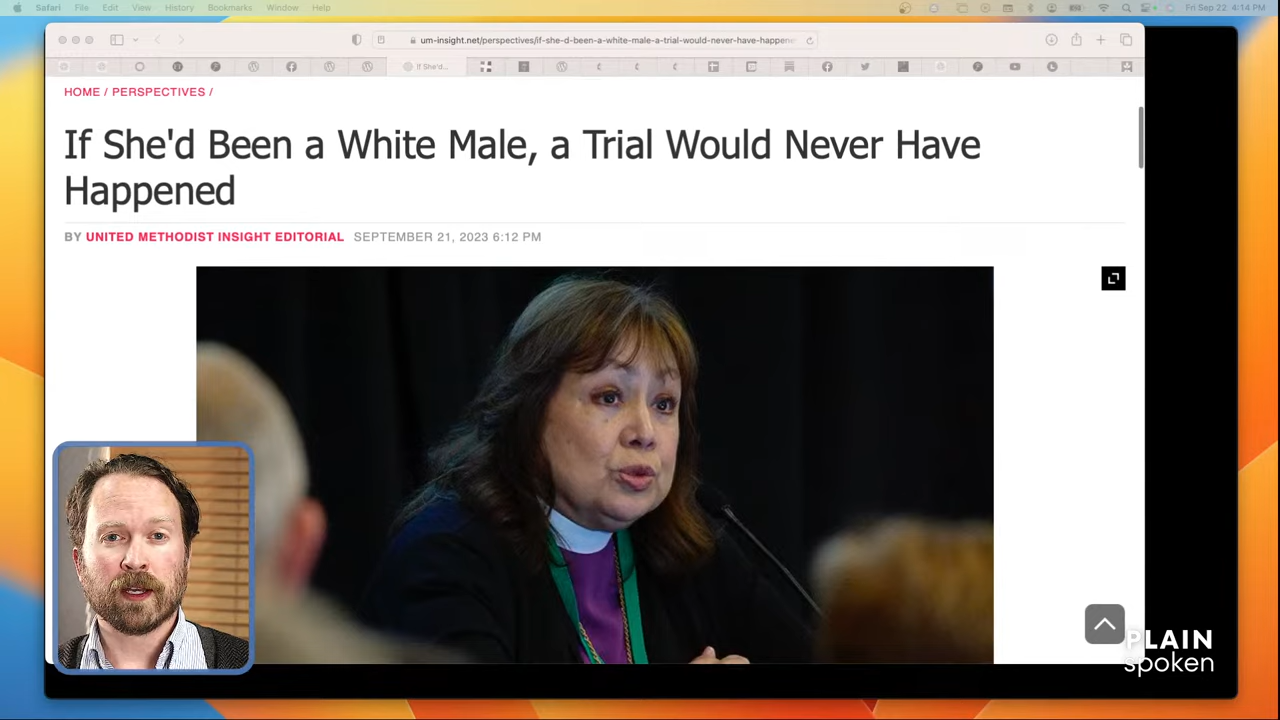 Safari File Edit View History Bookmarks Window Help Fri Sep 22 4:14 PM
um-insight.net/perspectives/if-she-d-been-a-white-male-a-trial-would-never-have-happene
If She'd...
HOME / PERSPECTIVES /
If She'd Been a White Male, a Trial Would Never Have
Happened
BY UNITED METHODIST INSIGHT EDITORIAL SEPTEMBER 21, 2023 6:12 PM
PLAIN
spoken